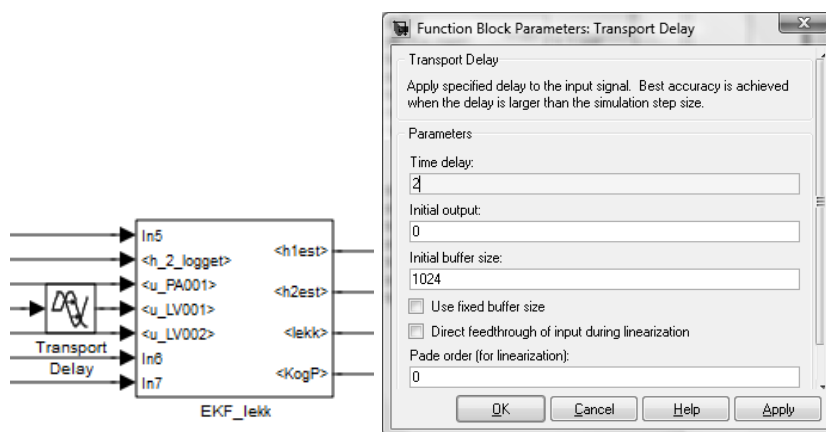 In5
<h_2_logget>
<u_PA001>
<u_LV001>
<u_LV002>
In6
In7
<h1est>
<h2est>
<lekk>
<KogP>
Transport
Delay
EKF_lekk
Function Block Parameters: Transport Delay
Transport Delay
Apply specified delay to the input signal. Best accuracy is achieved
when the delay is larger than the simulation step size.
Parameters
Time delay:
2
Initial output:
0
Initial buffer size:
1024
Use fixed buffer size
Direct feedthrough of input during linearization
Pade order (for linearization):
0
OK
Cancel
Help
Apply